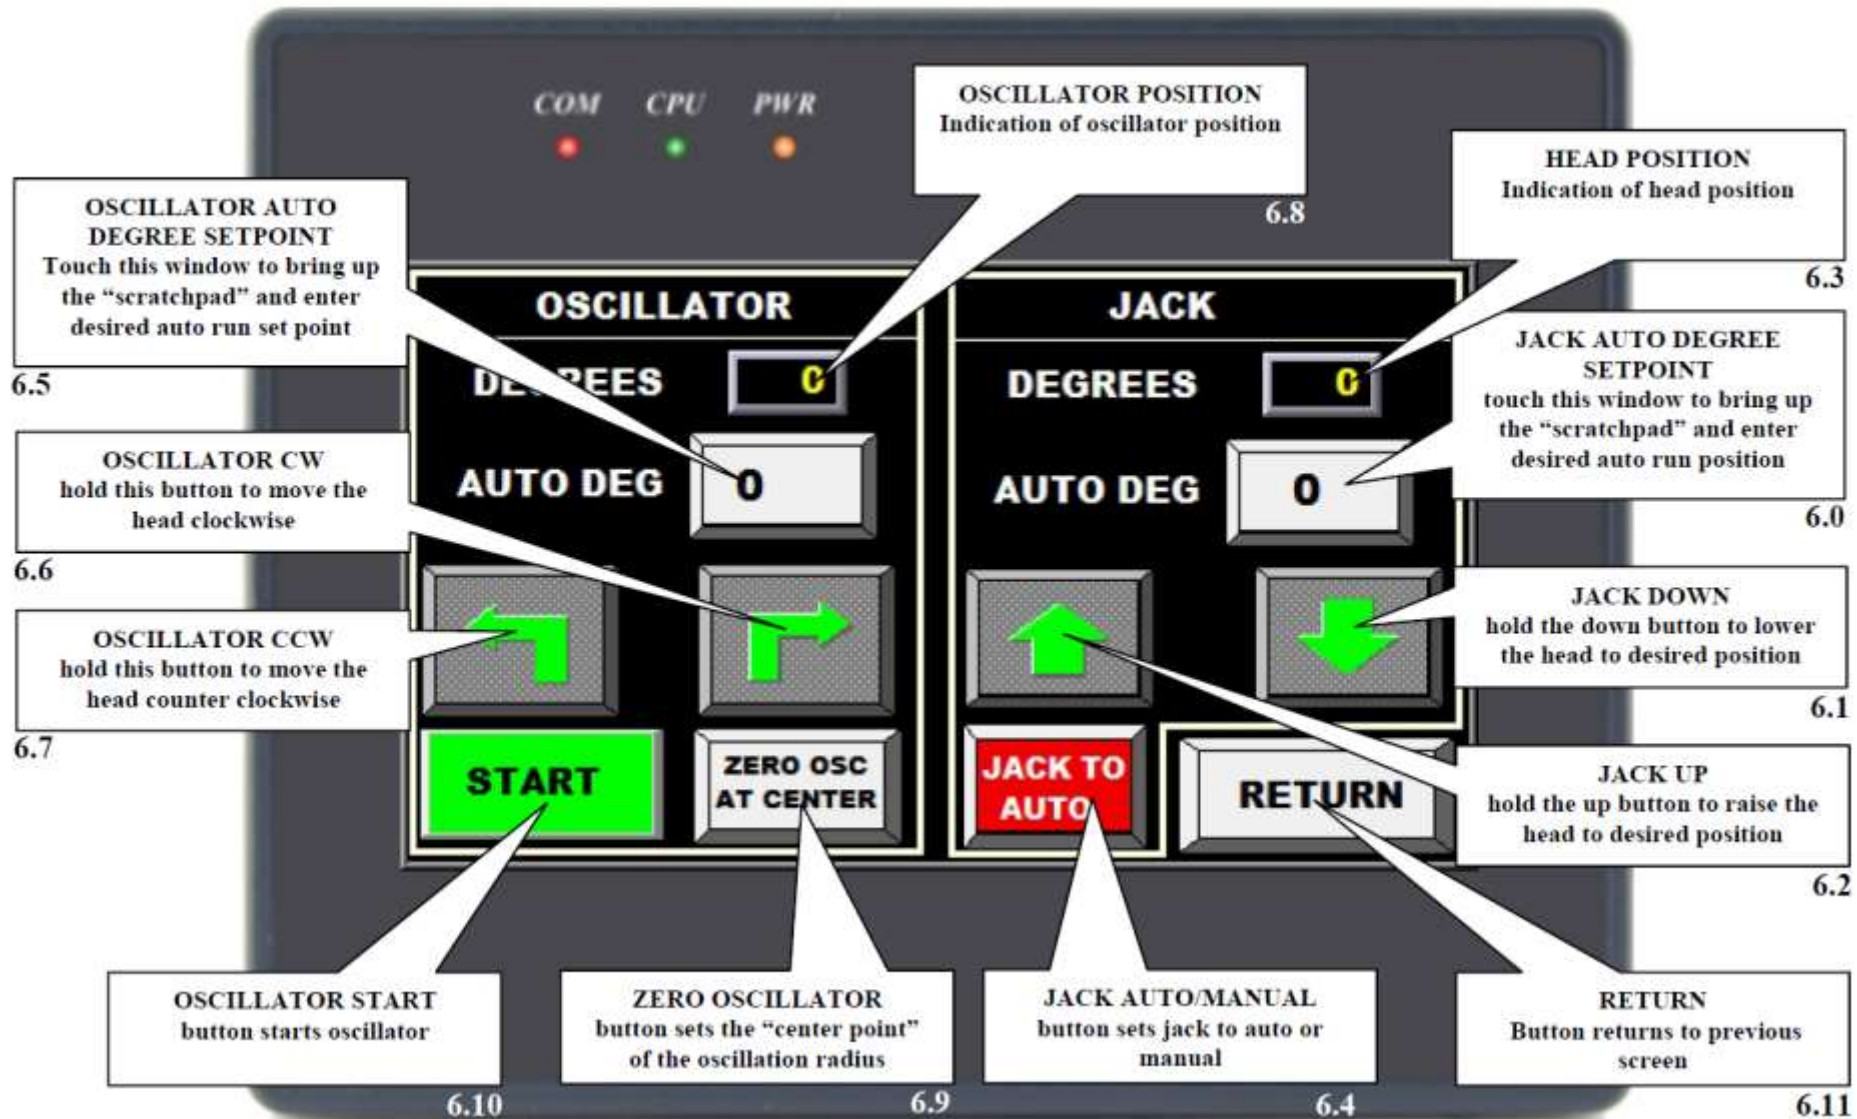 COM CPU PWR
OSCILLATOR POSITION
Indication of oscillator position
6.8
HEAD POSITION
Indication of head position
6.3
OSCILLATOR AUTO
DEGREE SETPOINT
Touch this window to bring up
the “scratchpad” and enter
desired auto run set point
6.5
OSCILLATOR
DEGREES 0
AUTO DEG 0
JACK
DEGREES 0
AUTO DEG 0
JACK AUTO DEGREE
SETPOINT
touch this window to bring up
the “scratchpad” and enter
desired auto run position
6.0
OSCILLATOR CW
hold this button to move the
head clockwise
6.6
OSCILLATOR CCW
hold this button to move the
head counter clockwise
6.7
JACK DOWN
hold the down button to lower
the head to desired position
6.1
START
ZERO OSC
AT CENTER
JACK TO
AUTO
RETURN
JACK UP
hold the up button to raise the
head to desired position
6.2
OSCILLATOR START
button starts oscillator
6.10
ZERO OSCILLATOR
button sets the “center point”
of the oscillation radius
6.9
JACK AUTO/MANUAL
button sets jack to auto or
manual
6.4
RETURN
Button returns to previous
screen
6.11